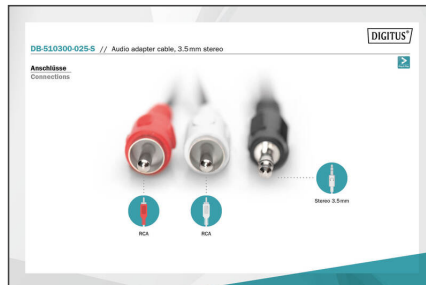 DIGITUS®
DB-510300-025-S // Audio adapter cable, 3.5mm stereo
Anschlüsse
Connections
Stereo 3.5mm
RCA
RCA